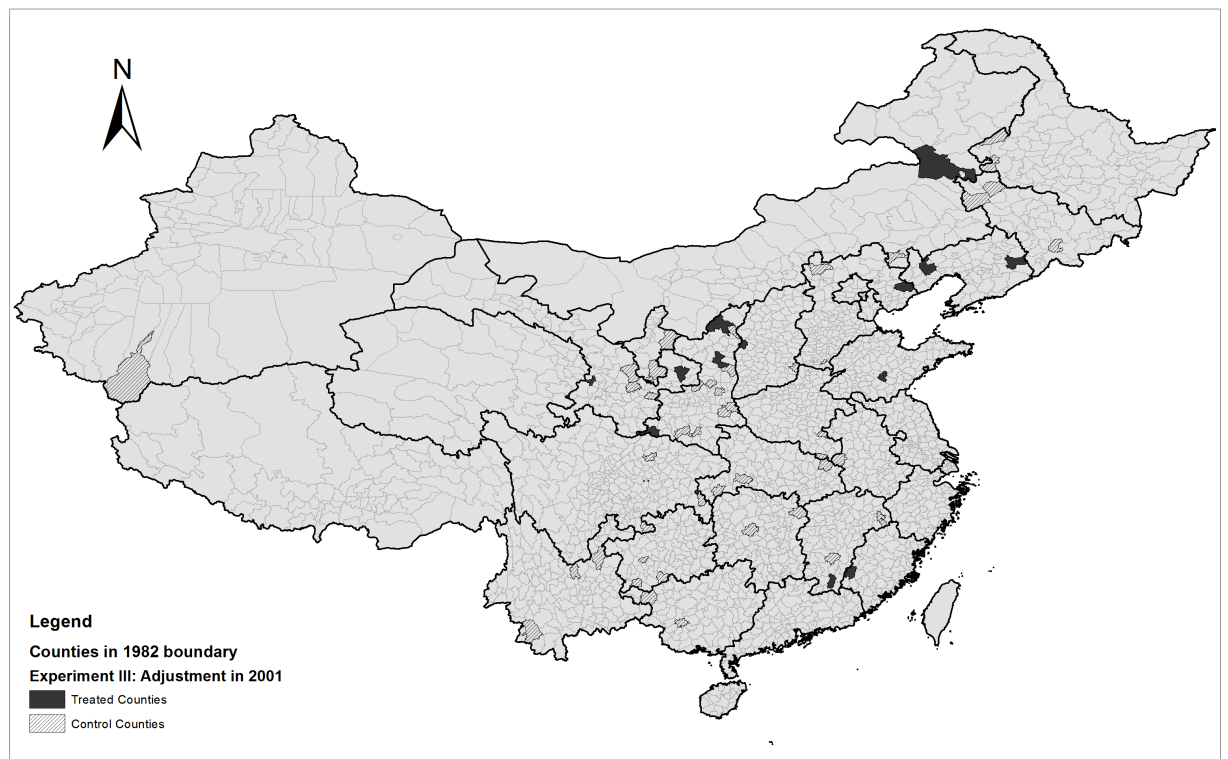 N
Legend
Counties in 1982 boundary
Experiment III: Adjustment in 2001
Treated Counties
Control Counties